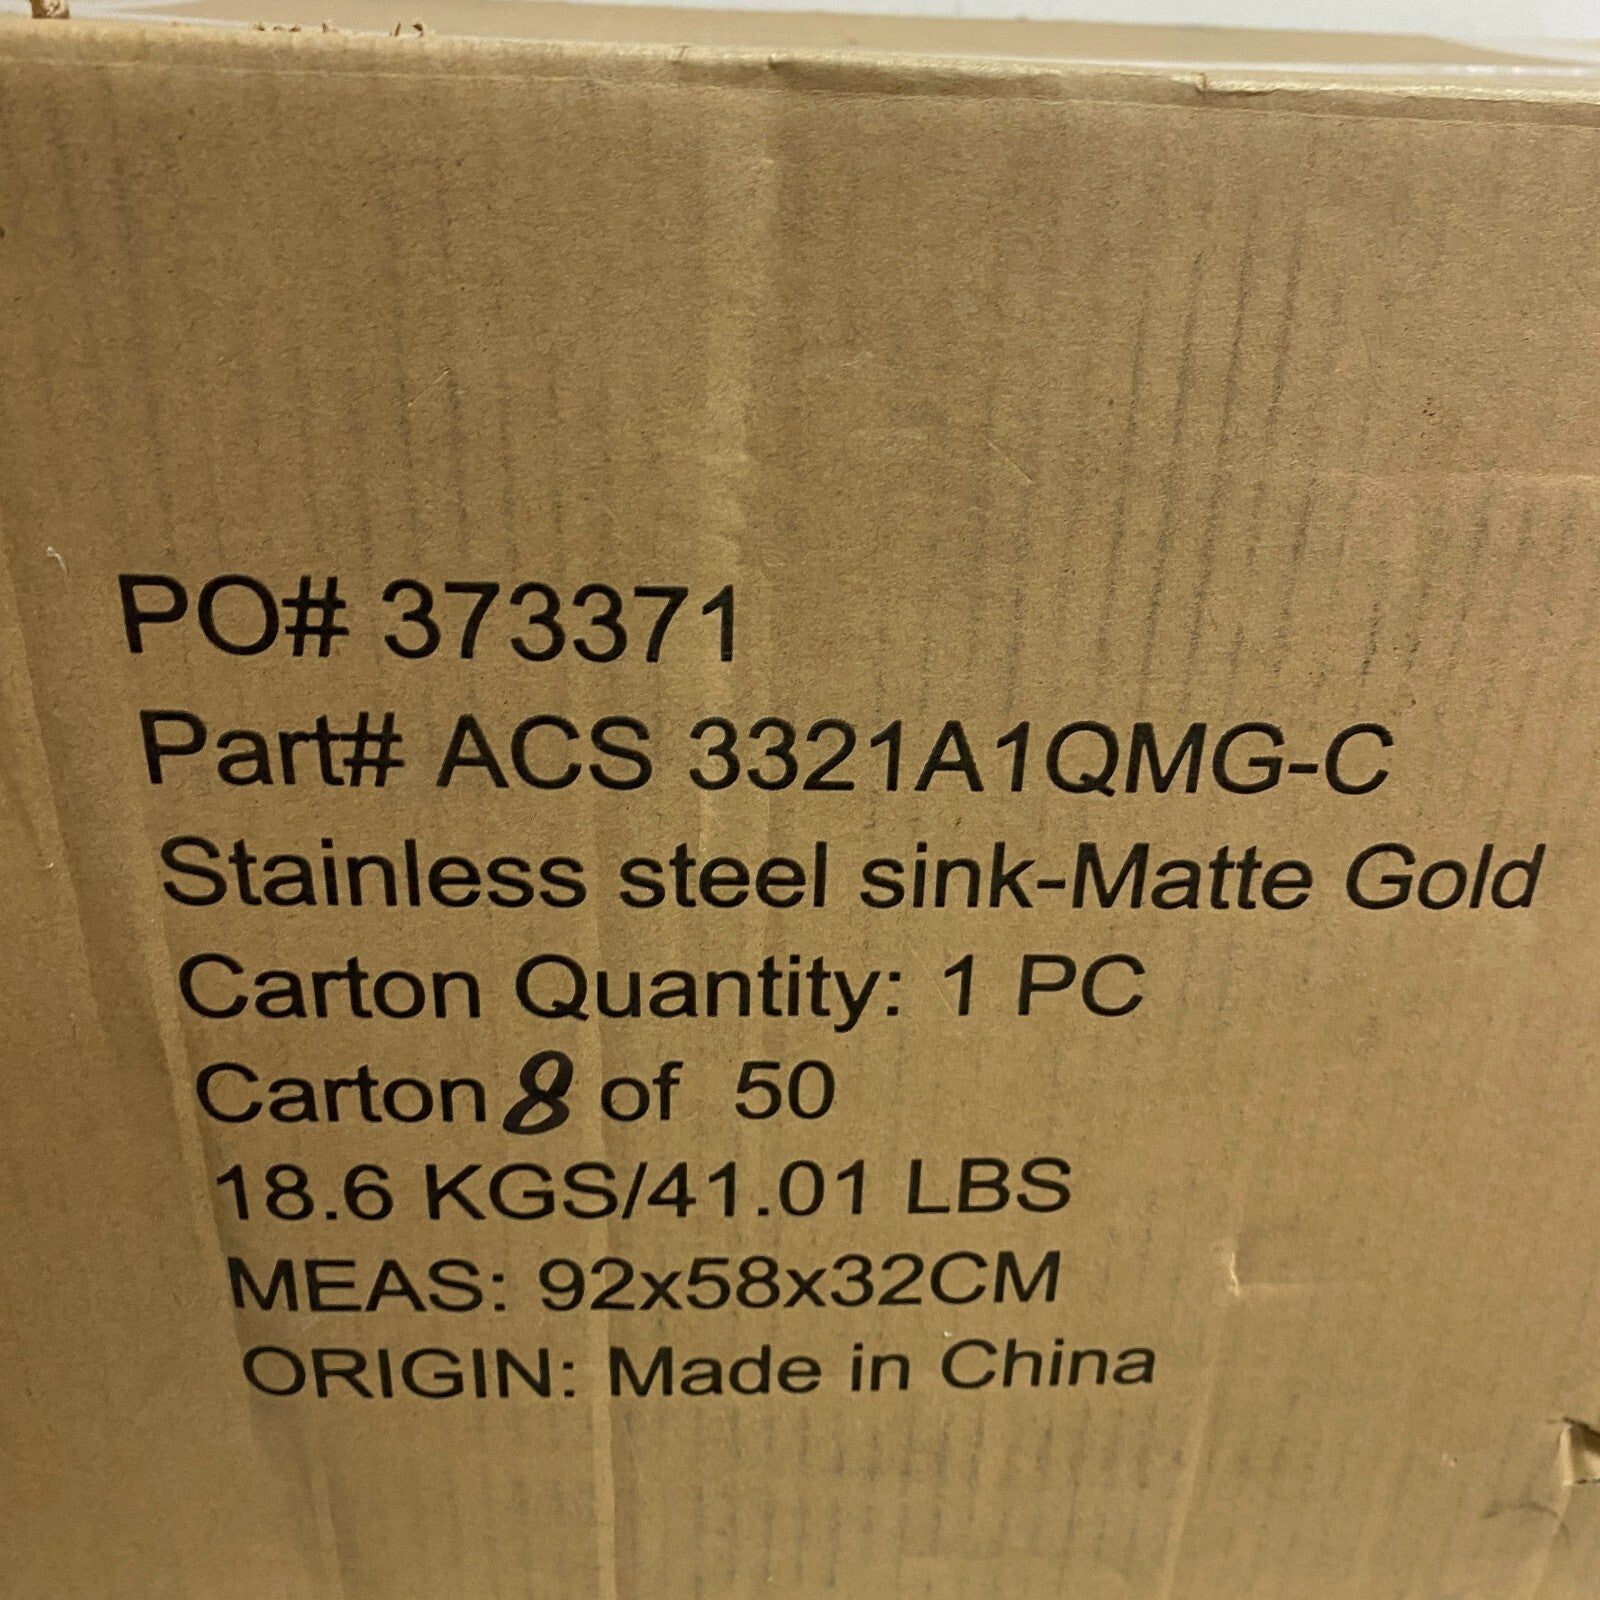 PO# 373371
Part# ACS 3321A1QMG-C
Stainless steel sink-Matte Gold
Carton Quantity: 1 PC
Carton 8 of 50
18.6 KGS/41.01 LBS
MEAS: 92x58x32CM
ORIGIN: Made in China